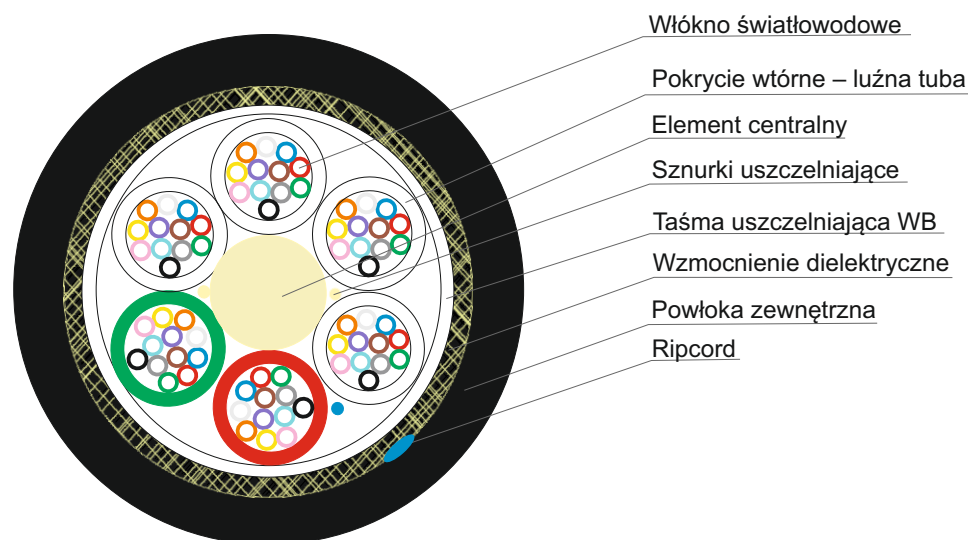 Włókno światłowodowe
Pokrycie wtórne – luźna tuba
Element centralny
Sznurki uszczelniające
Taśma uszczelniająca WB
Wzmocnienie dielektryczne
Powłoka zewnętrzna
Ripcord